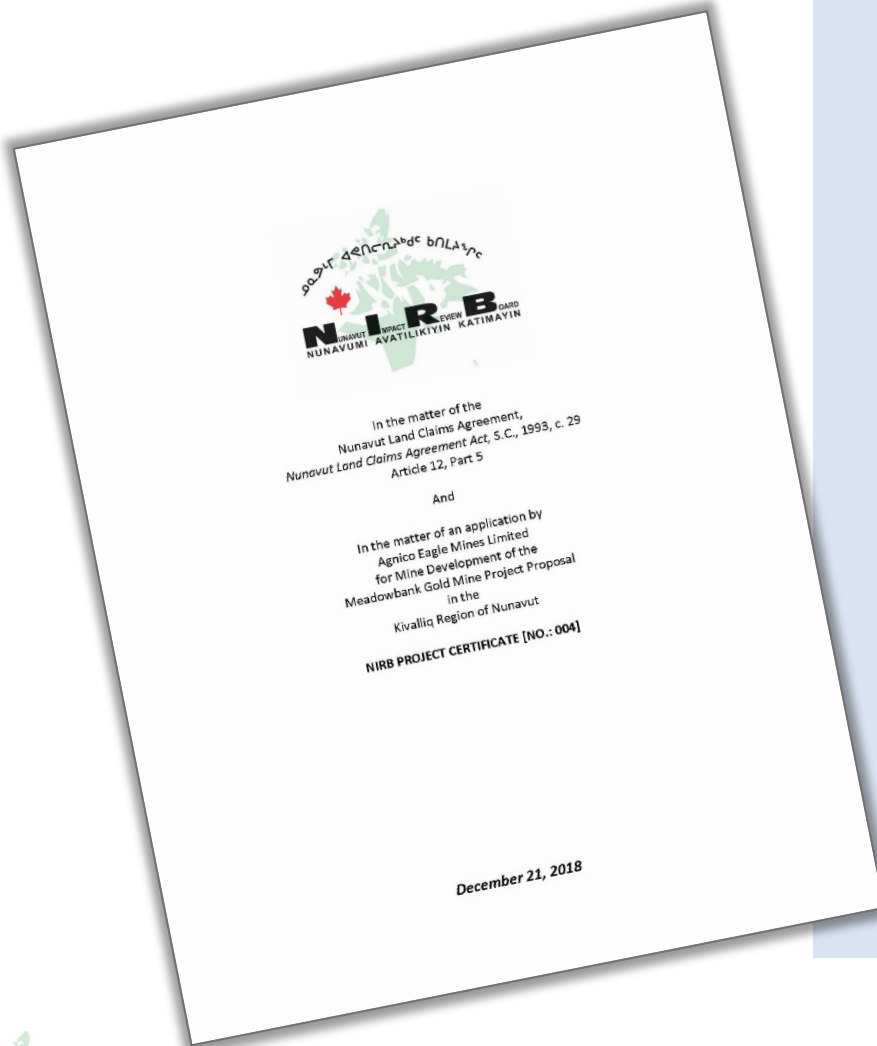 ᓄᓇᕗᒻᒥ ᐊᕙᑎᓕᕆᔨᒃᑯᑦ ᑲᑎᒪᔨᖏᑦ
NUNAVUT IMPACT REVIEW BOARD
NUNAVUMI AVATILIKIYIN KATIMAYIN
In the matter of the
Nunavut Land Claims Agreement,
Nunavut Land Claims Agreement Act, S.C., 1993, c. 29
Article 12, Part 5
And
In the matter of an application by
Agnico Eagle Mines Limited
for Mine Development of the
Meadowbank Gold Mine Project Proposal
in the
Kivalliq Region of Nunavut
NIRB PROJECT CERTIFICATE [NO.: 004]
December 21, 2018